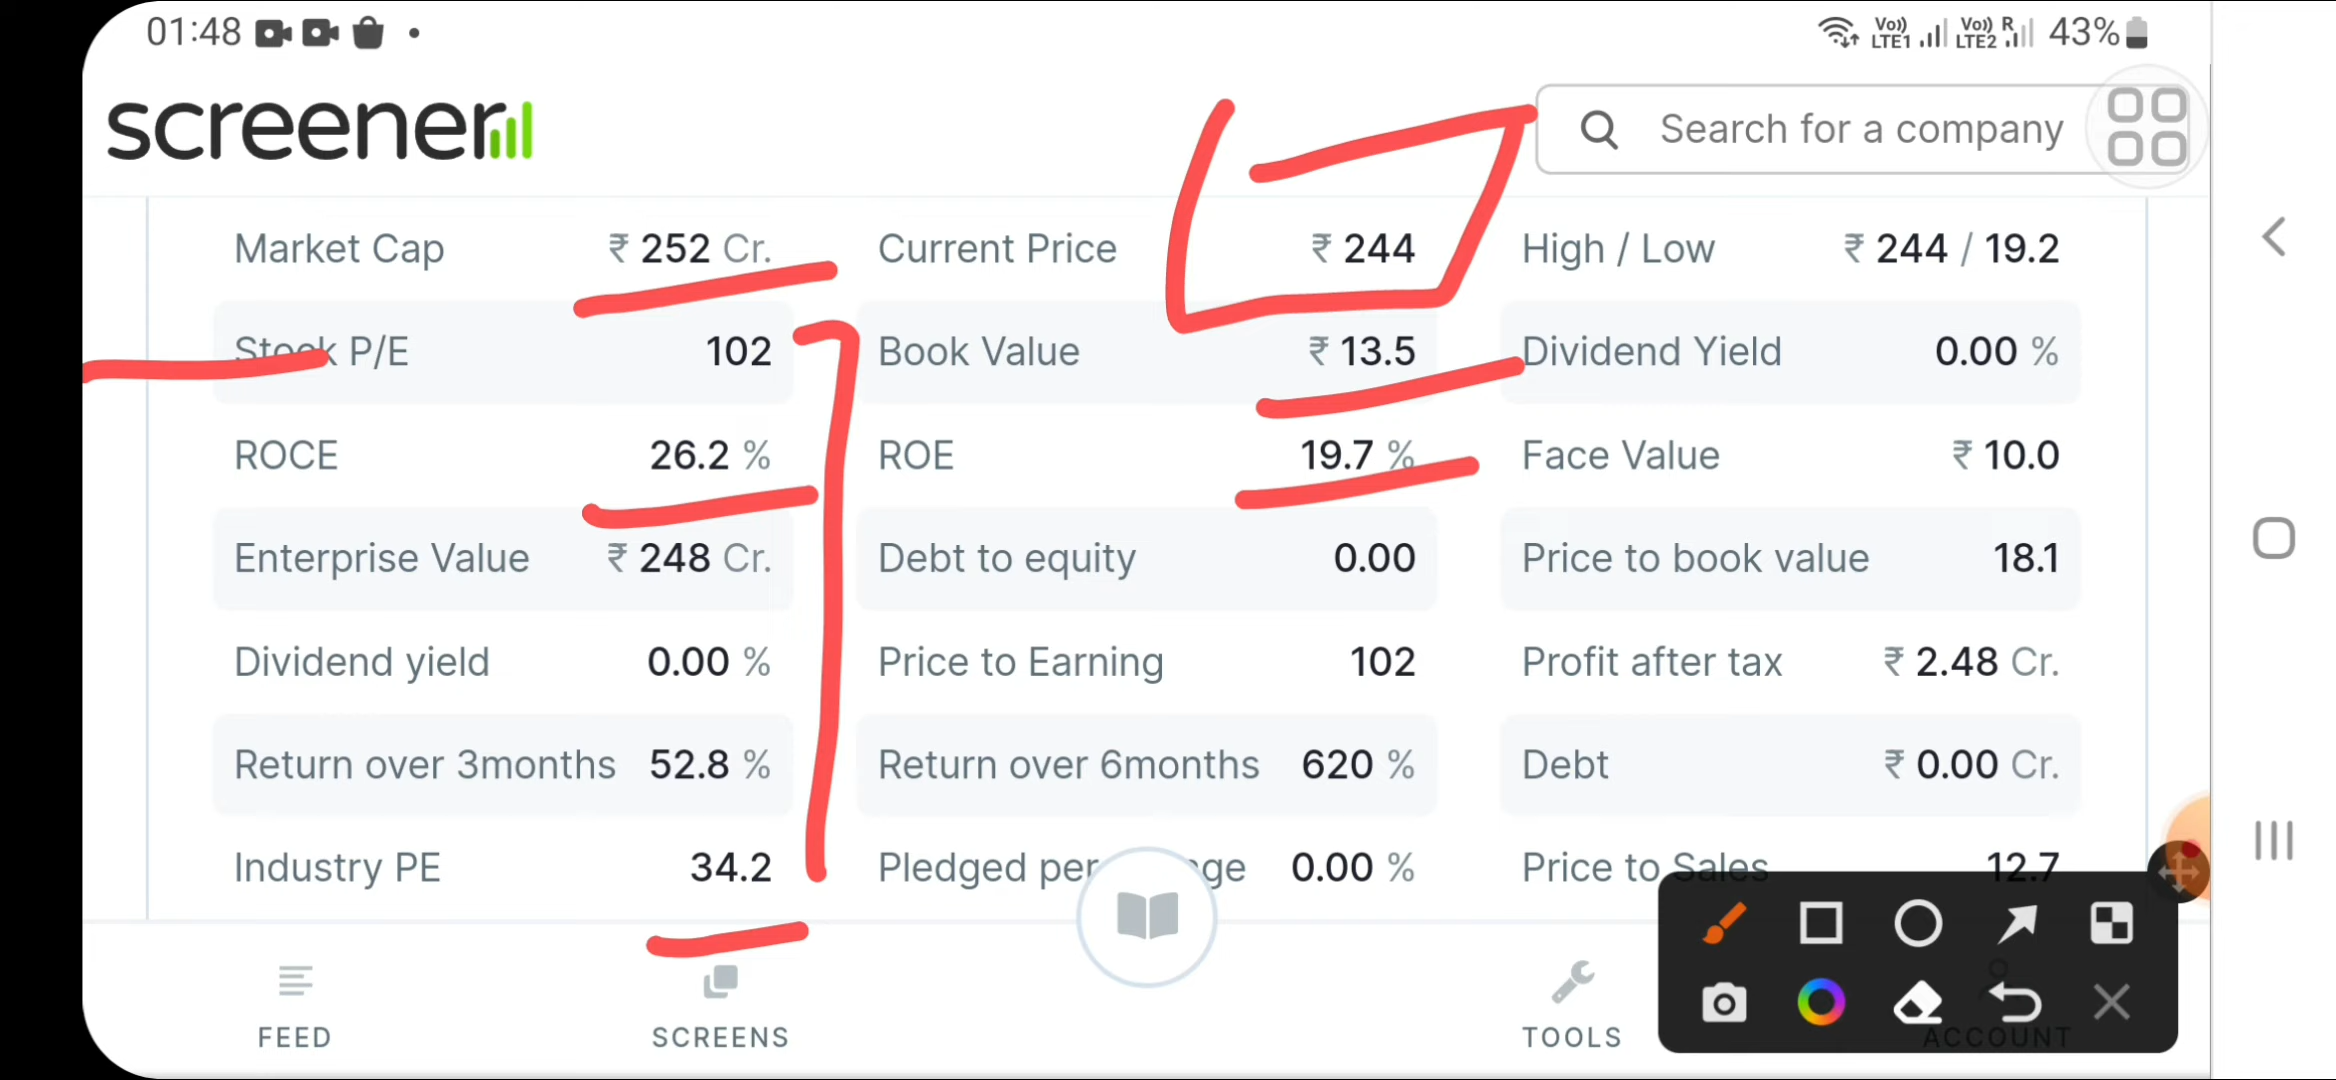 01:48 Vo)) LTE1 Vo)) R LTE2 43%
screener Search for a company
Market Cap ₹ 252 Cr. Current Price ₹ 244 High / Low ₹ 244 / 19.2
Stock P/E 102 Book Value ₹ 13.5 Dividend Yield 0.00 %
ROCE 26.2 % ROE 19.7 % Face Value ₹ 10.0
Enterprise Value ₹ 248 Cr. Debt to equity 0.00 Price to book value 18.1
Dividend yield 0.00 % Price to Earning 102 Profit after tax ₹ 2.48 Cr.
Return over 3months 52.8 % Return over 6months 620 % Debt ₹ 0.00 Cr.
Industry PE 34.2 Pledged per ge 0.00 % Price to Sales 12.7
FEED SCREENS TOOLS ACCOUNT